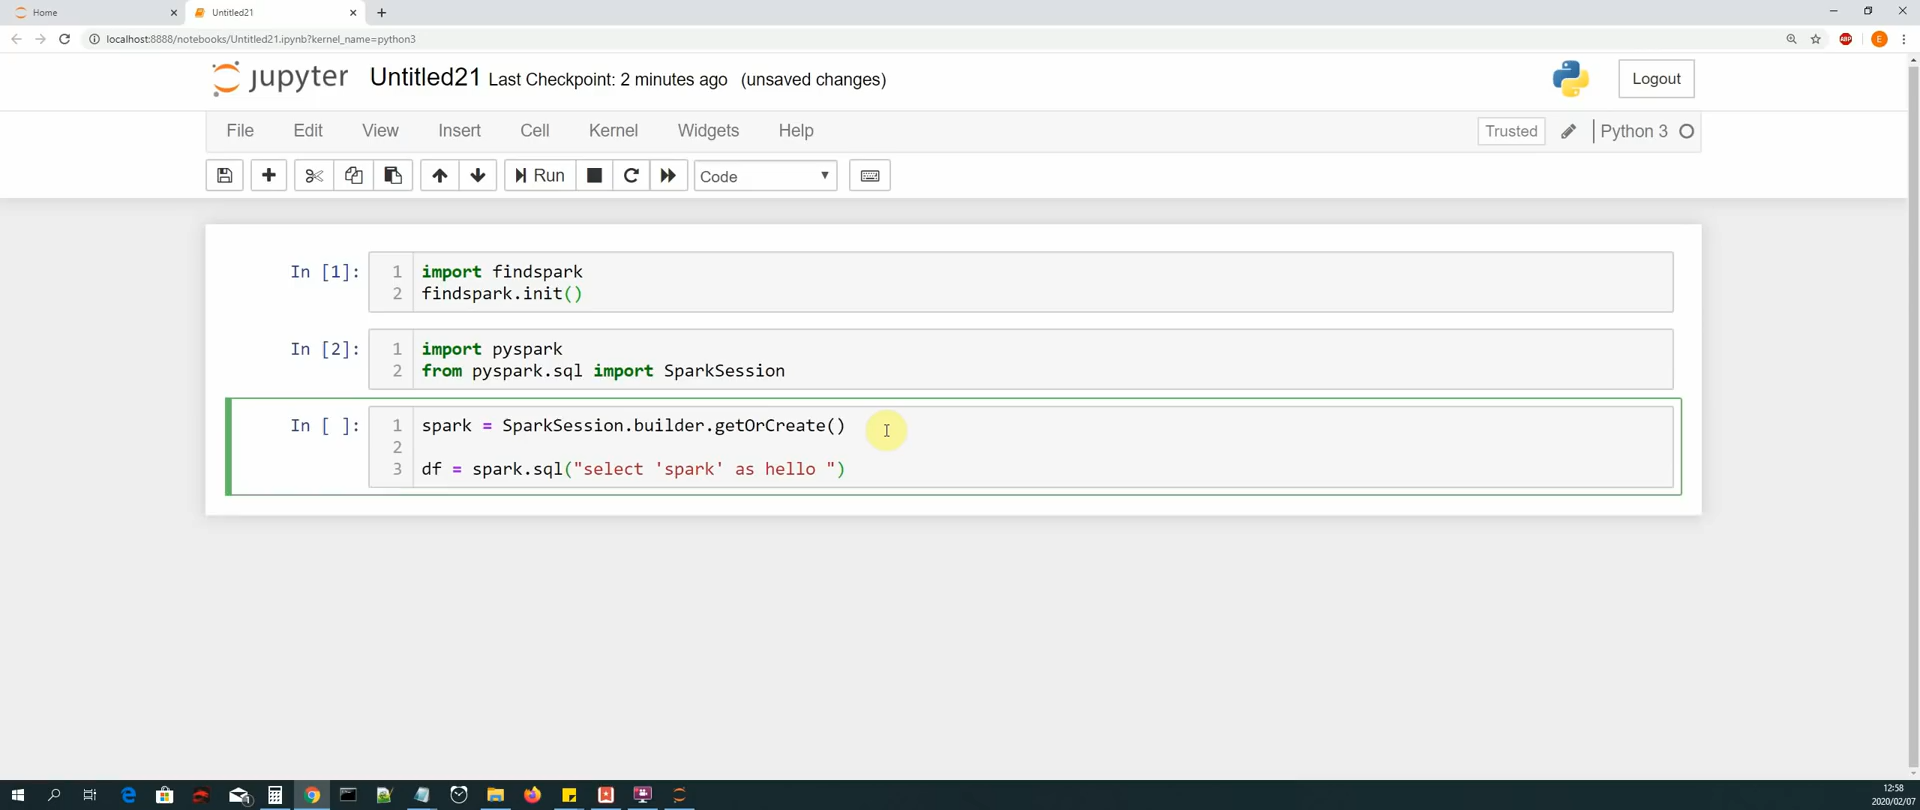 Home
Untitled21
localhost:8888/notebooks/Untitled21.ipynb?kernel_name=python3
ABP
E
jupyter Untitled21 Last Checkpoint: 2 minutes ago (unsaved changes)
Logout
File Edit View Insert Cell Kernel Widgets Help
Trusted Python 3
Run Code
In [1]: 1 import findspark
2 findspark.init()
In [2]: 1 import pyspark
2 from pyspark.sql import SparkSession
In [ ]: 1 spark = SparkSession.builder.getOrCreate()
2
3 df = spark.sql("select 'spark' as hello ")
12:58
2020/02/07